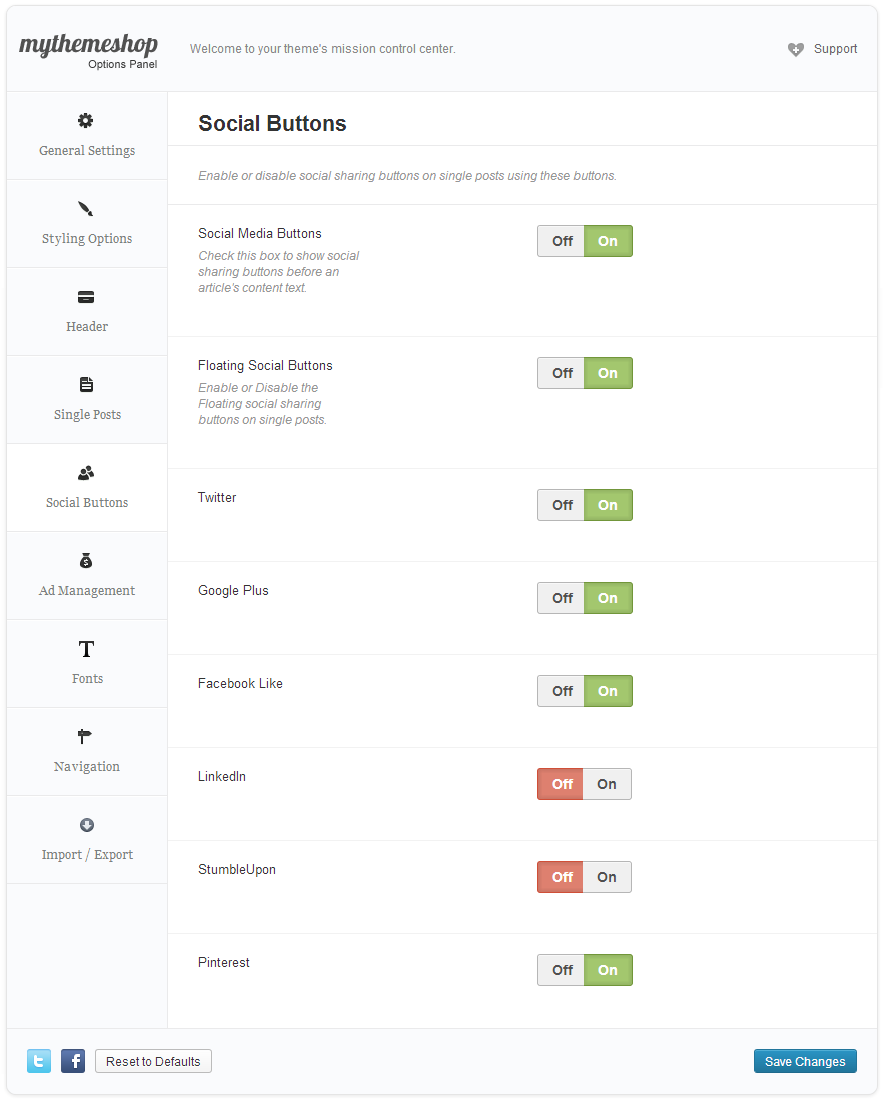 mythemeshop
Options Panel
Welcome to your theme's mission control center.
Support
General Settings
Styling Options
Header
Single Posts
Social Buttons
Ad Management
Fonts
Navigation
Import / Export
Social Buttons
Enable or disable social sharing buttons on single posts using these buttons.
Social Media Buttons
Off On
Check this box to show social
sharing buttons before an
article's content text.
Floating Social Buttons
Off On
Enable or Disable the
Floating social sharing
buttons on single posts.
Twitter
Off On
Google Plus
Off On
Facebook Like
Off On
LinkedIn
Off On
StumbleUpon
Off On
Pinterest
Off On
Reset to Defaults
Save Changes